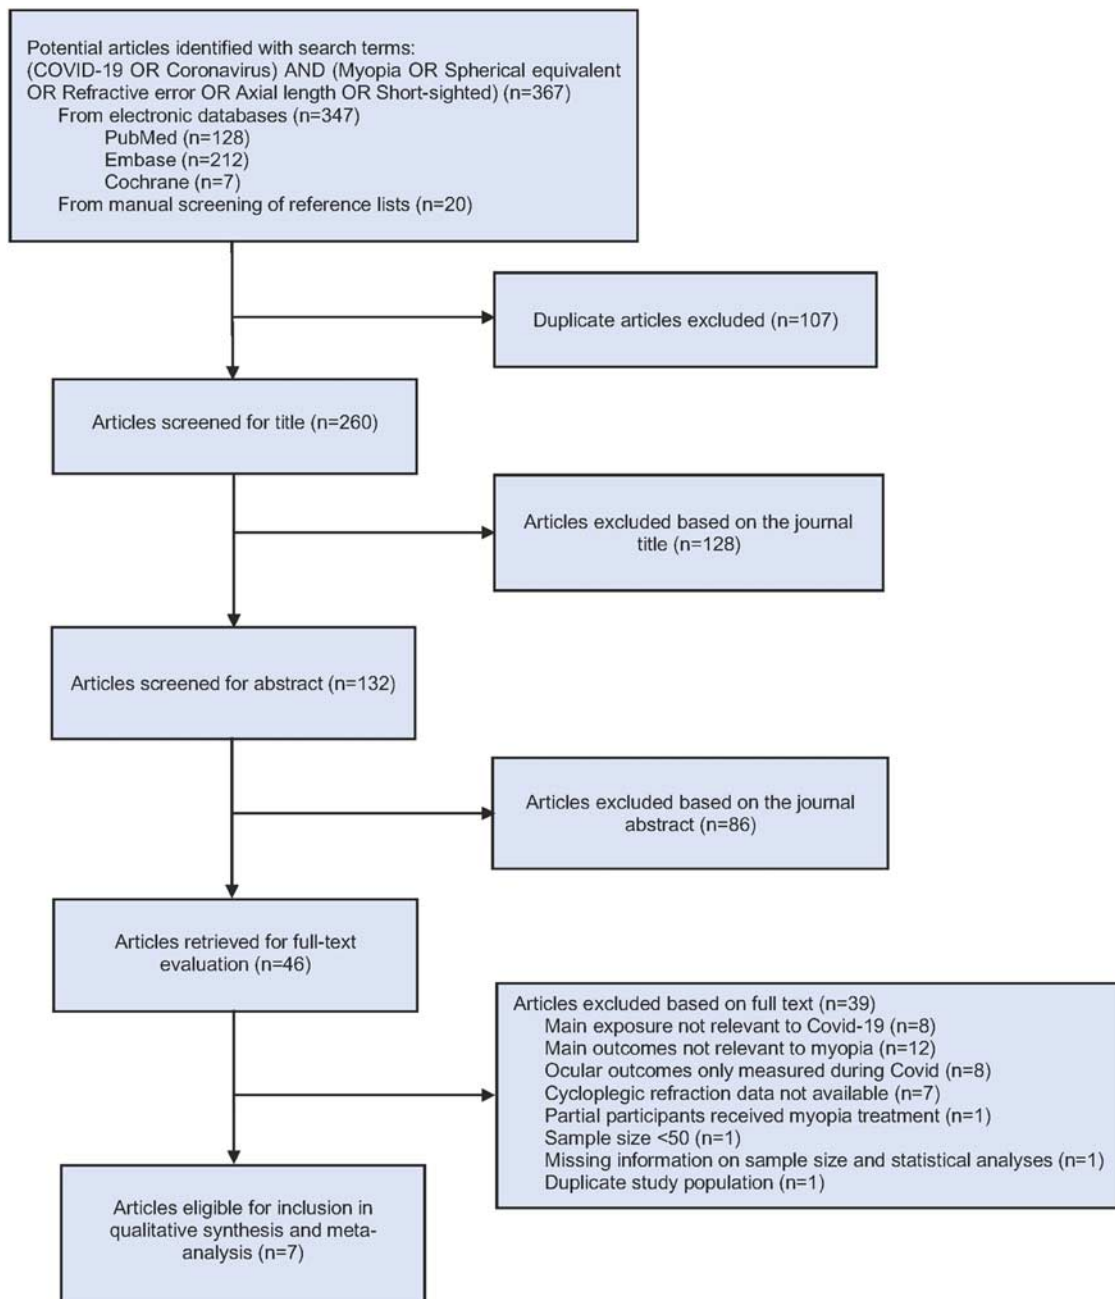 Potential articles identified with search terms:
(COVID-19 OR Coronavirus) AND (Myopia OR Spherical equivalent
OR Refractive error OR Axial length OR Short-sighted) (n=367)
From electronic databases (n=347)
PubMed (n=128)
Embase (n=212)
Cochrane (n=7)
From manual screening of reference lists (n=20)
Duplicate articles excluded (n=107)
Articles screened for title (n=260)
Articles excluded based on the journal
title (n=128)
Articles screened for abstract (n=132)
Articles excluded based on the journal
abstract (n=86)
Articles retrieved for full-text
evaluation (n=46)
Articles excluded based on full text (n=39)
Main exposure not relevant to Covid-19 (n=8)
Main outcomes not relevant to myopia (n=12)
Ocular outcomes only measured during Covid (n=8)
Cycloplegic refraction data not available (n=7)
Partial participants received myopia treatment (n=1)
Sample size <50 (n=1)
Missing information on sample size and statistical analyses (n=1)
Duplicate study population (n=1)
Articles eligible for inclusion in
qualitative synthesis and meta-
analysis (n=7)